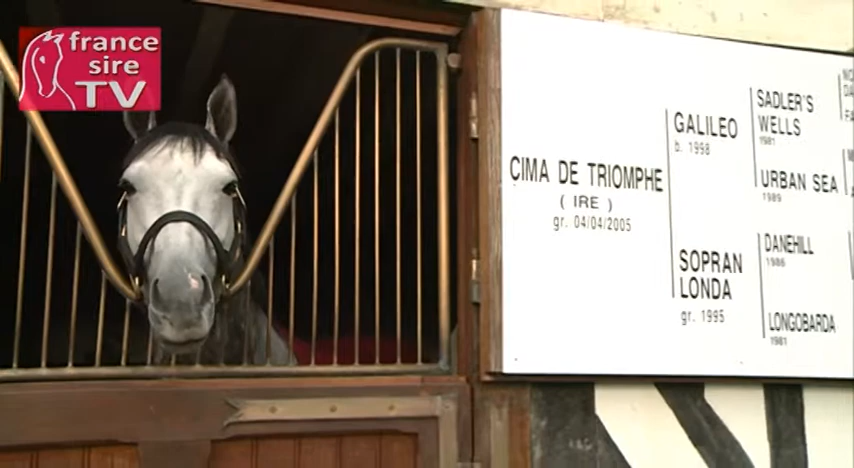 france
sire
TV
CIMA DE TRIOMPHE
( IRE )
gr. 04/04/2005
GALILEO
b. 1998
SOPRAN
LONDA
gr. 1995
SADLER'S
WELLS
1981
URBAN SEA
1989
DANEHILL
1986
LONGOBARDA
1981